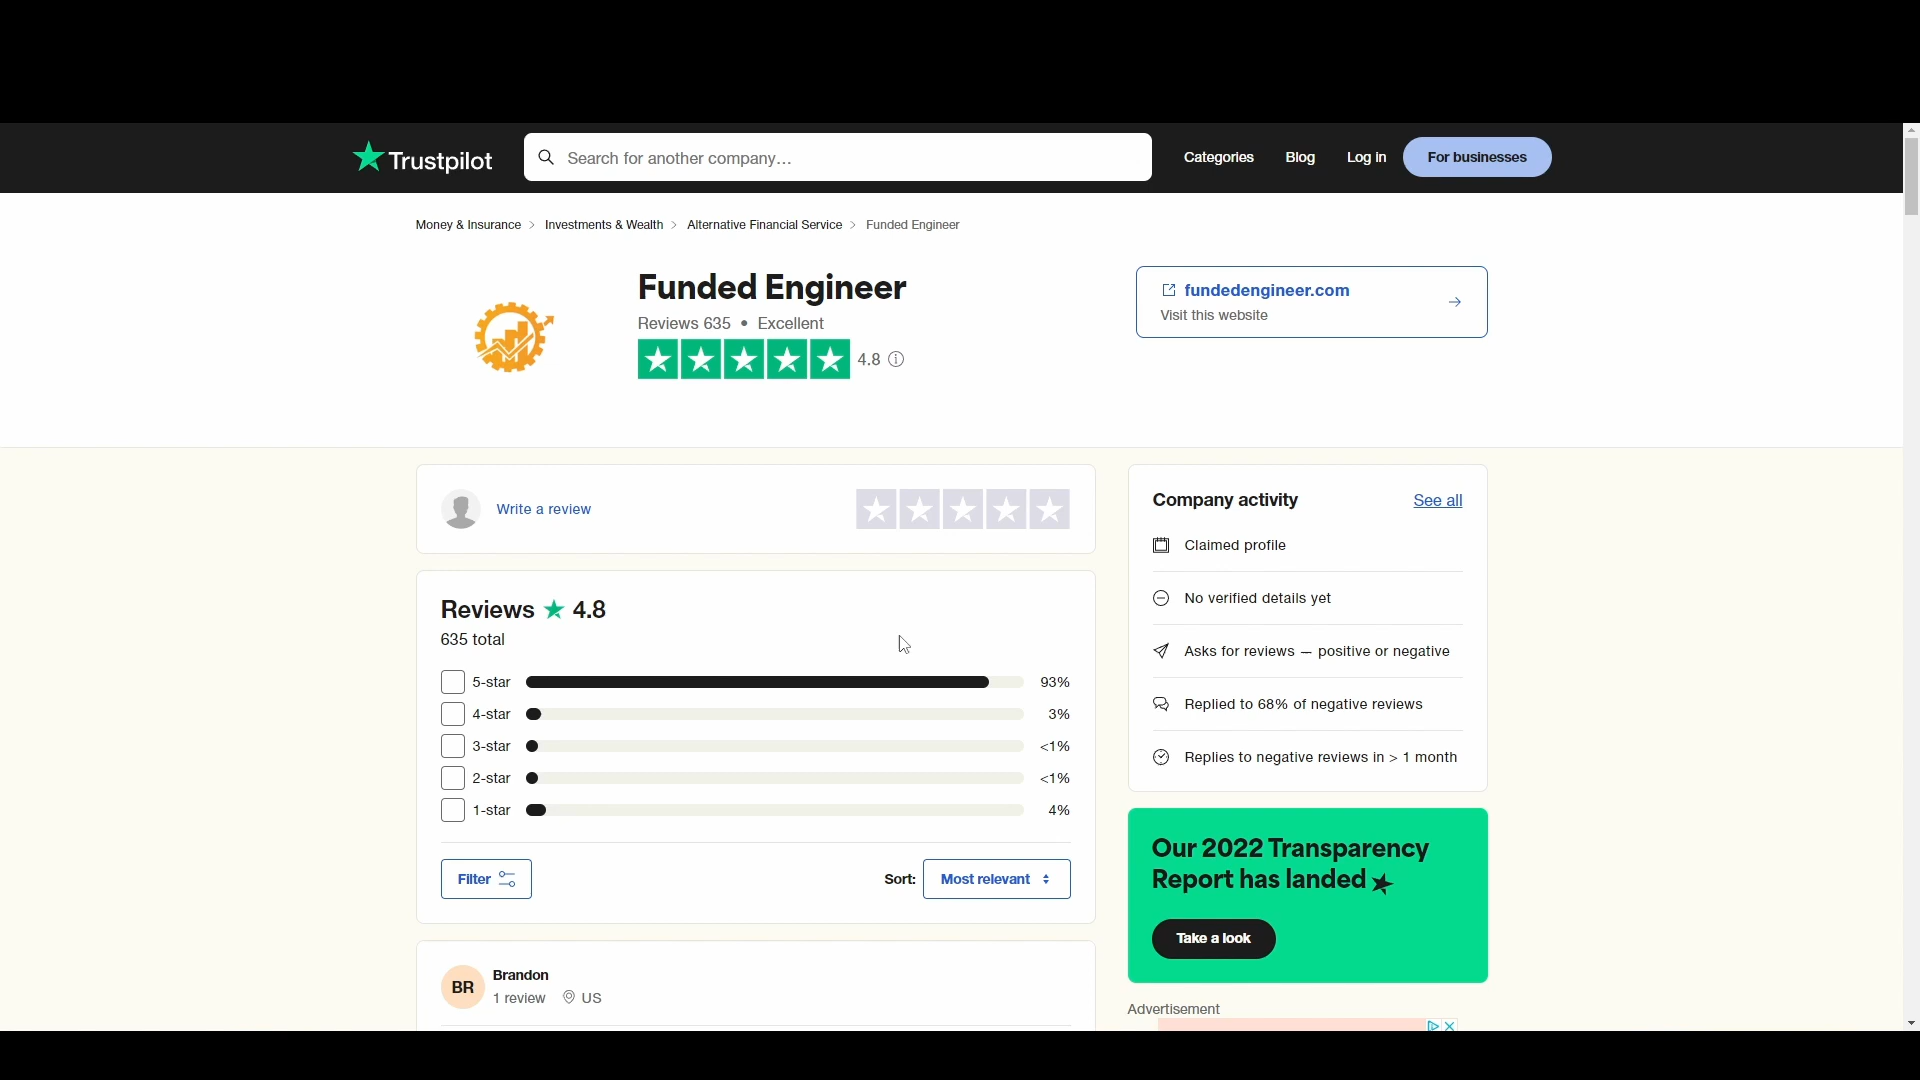 Trustpilot
Search for another company...
Categories
Blog
Log in
For businesses
Money & Insurance > Investments & Wealth > Alternative Financial Service > Funded Engineer
Funded Engineer
Reviews 635 • Excellent
4.8
fundedengineer.com
Visit this website
Write a review
Reviews ★ 4.8
635 total
5-star 93%
4-star 3%
3-star <1%
2-star <1%
1-star 4%
Filter
Sort: Most relevant
BR
Brandon
1 review US
Company activity
See all
Claimed profile
No verified details yet
Asks for reviews — positive or negative
Replied to 68% of negative reviews
Replies to negative reviews in > 1 month
Our 2022 Transparency
Report has landed
Take a look
Advertisement